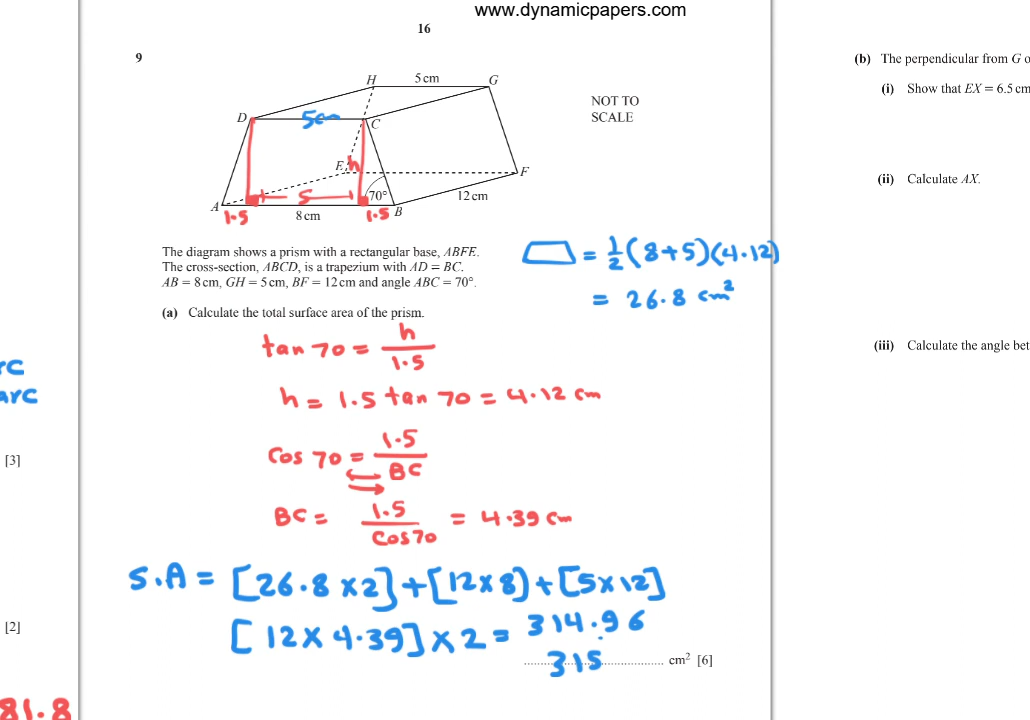 www.dynamicpapers.com
16
9
H 5 cm G
NOT TO
SCALE
D 5cm C
E h
F
A 5 70° B 12 cm
1.5 8 cm 1.5
The diagram shows a prism with a rectangular base, ABFE.
The cross-section, ABCD, is a trapezium with AD = BC.
AB = 8 cm, GH = 5 cm, BF = 12 cm and angle ABC = 70°.
(a) Calculate the total surface area of the prism.
= 1/2 (8+5)(4.12)
= 26.8 cm²
tan 70 = h/1.5
h = 1.5 tan 70 = 4.12 cm
Cos 70 = 1.5/BC
BC = 1.5/Cos70 = 4.39 cm
S.A = [26.8 x2] + [12x8] + [5x12]
[12x 4.39] x 2 = 314.96
315
cm² [6]
rc
arc
[3]
[2]
81.8
(b) The perpendicular from G o
(i) Show that EX = 6.5 cm
(ii) Calculate AX.
(iii) Calculate the angle bet